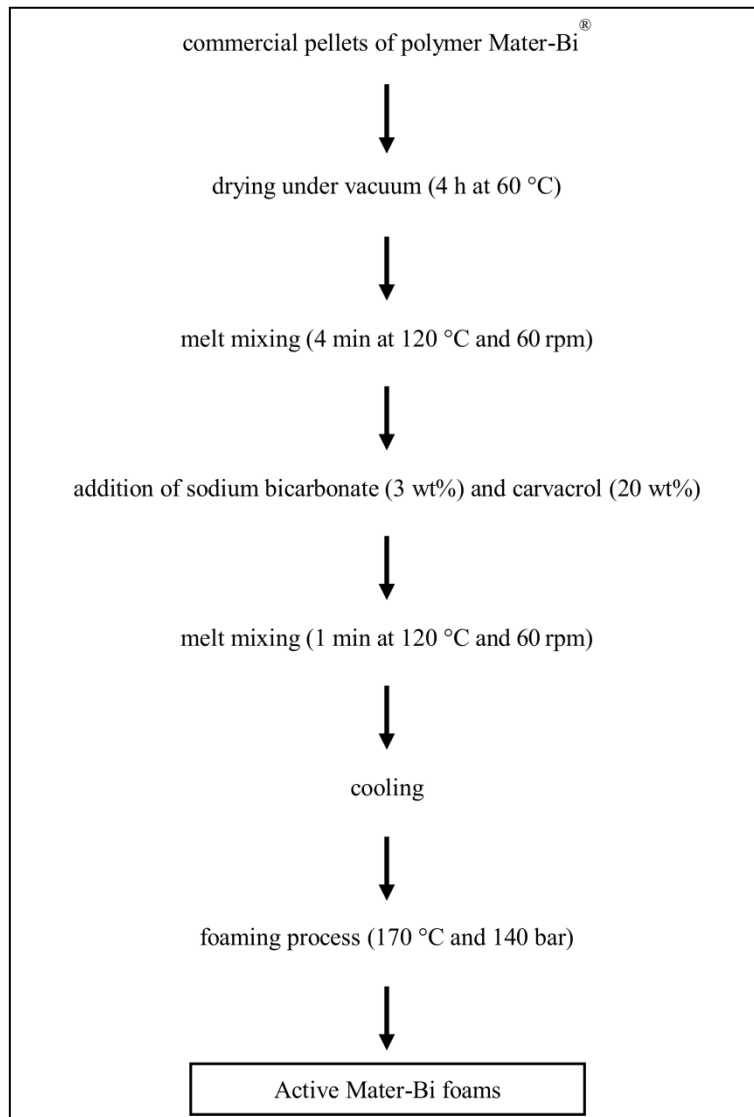 commercial pellets of polymer Mater-Bi®
drying under vacuum (4 h at 60 °C)
melt mixing (4 min at 120 °C and 60 rpm)
addition of sodium bicarbonate (3 wt%) and carvacrol (20 wt%)
melt mixing (1 min at 120 °C and 60 rpm)
cooling
foaming process (170 °C and 140 bar)
Active Mater-Bi foams